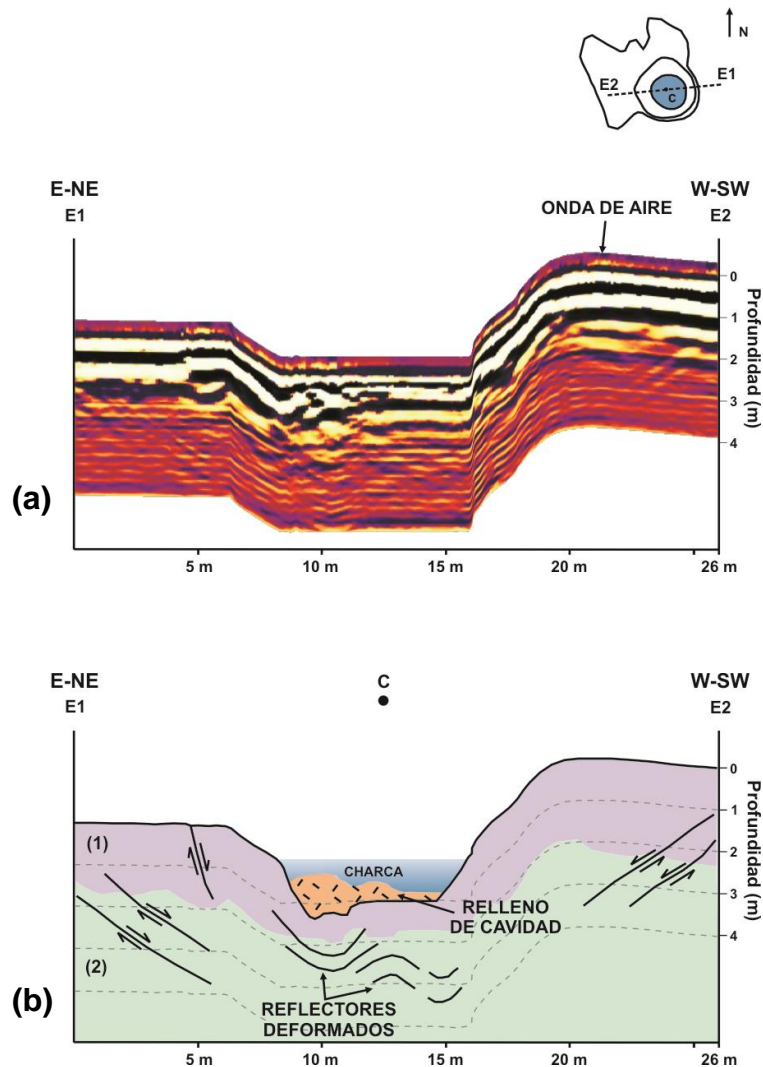 N
E2
E1
C
E-NE
E1
W-SW
E2
ONDA DE AIRE
0
1
2
3
4
Profundidad (m)
(a)
5 m
10 m
15 m
20 m
26 m
E-NE
E1
C
W-SW
E2
0
1
2
3
4
Profundidad (m)
(1)
CHARCA
RELLENO
DE CAVIDAD
(2)
REFLECTORES
DEFORMADOS
(b)
5 m
10 m
15 m
20 m
26 m